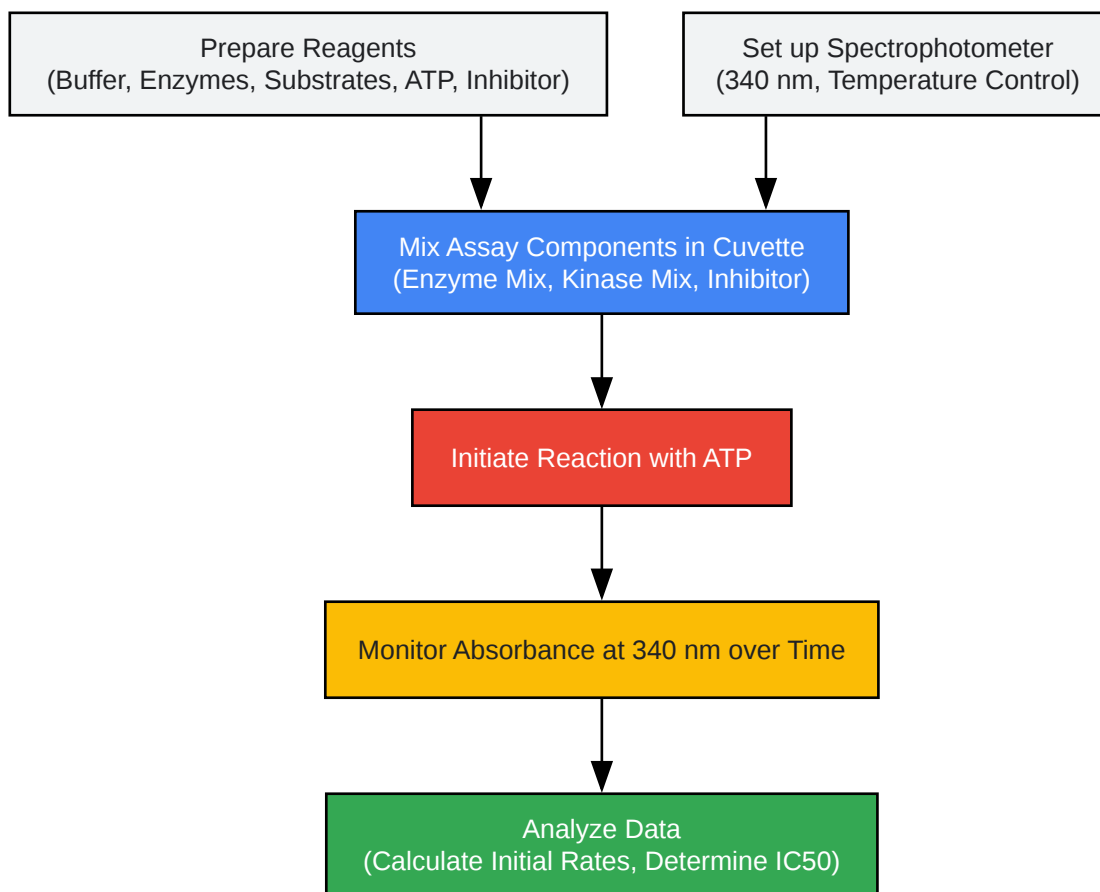 Prepare Reagents
(Buffer, Enzymes, Substrates, ATP, Inhibitor)
Set up Spectrophotometer
(340 nm, Temperature Control)
Mix Assay Components in Cuvette
(Enzyme Mix, Kinase Mix, Inhibitor)
Initiate Reaction with ATP
Monitor Absorbance at 340 nm over Time
Analyze Data
(Calculate Initial Rates, Determine IC50)